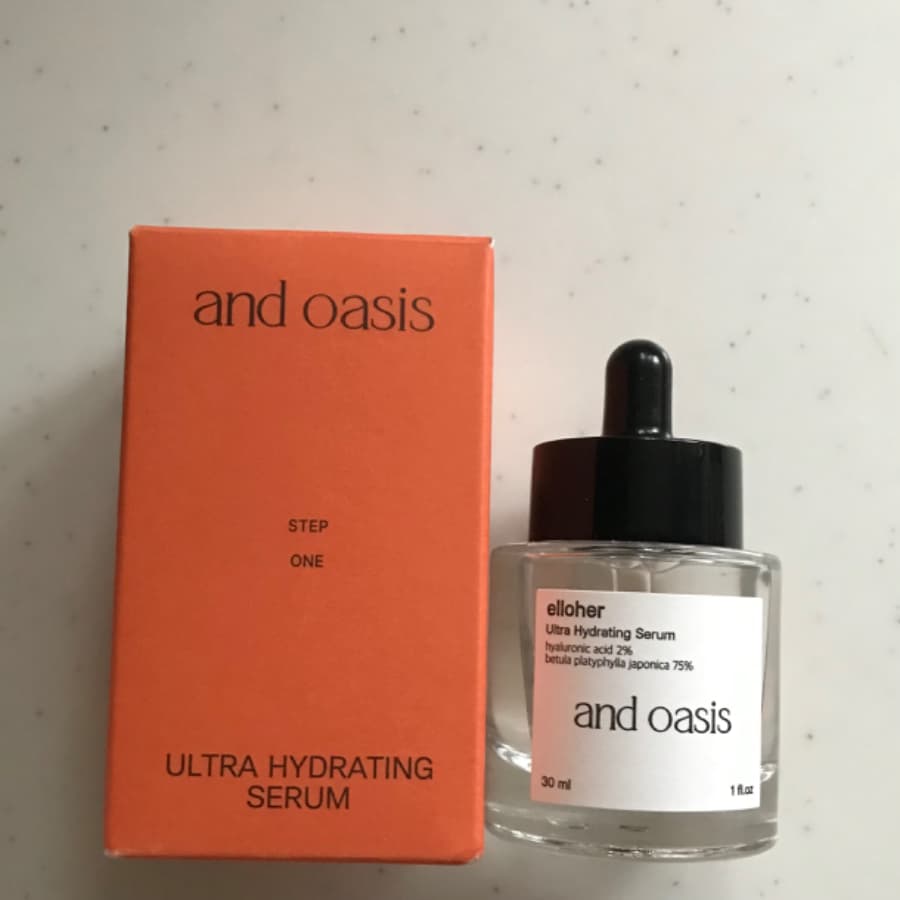 and oasis
STEP
ONE
ULTRA HYDRATING
SERUM
elloher
Ultra Hydrating Serum
hyaluronic acid 2%
betula platyphylla japonica 75%
and oasis
30 ml
1 fl.oz